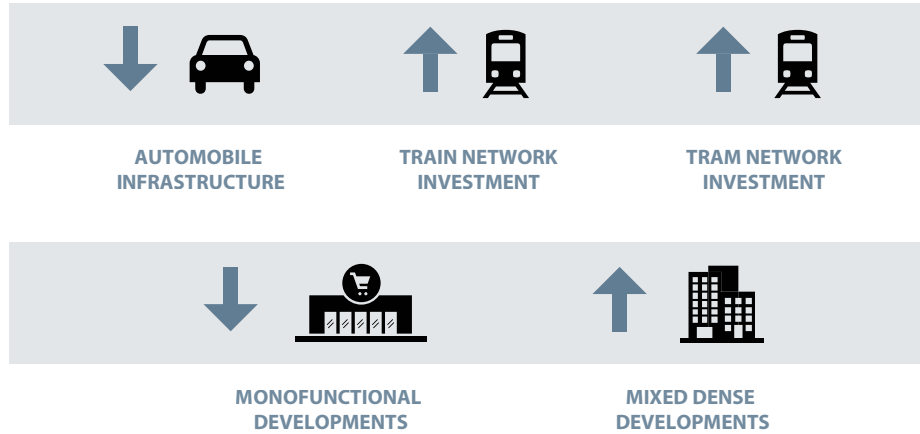 AUTOMOBILE
INFRASTRUCTURE
TRAIN NETWORK
INVESTMENT
TRAM NETWORK
INVESTMENT
MONOFUNCTIONAL
DEVELOPMENTS
MIXED DENSE
DEVELOPMENTS